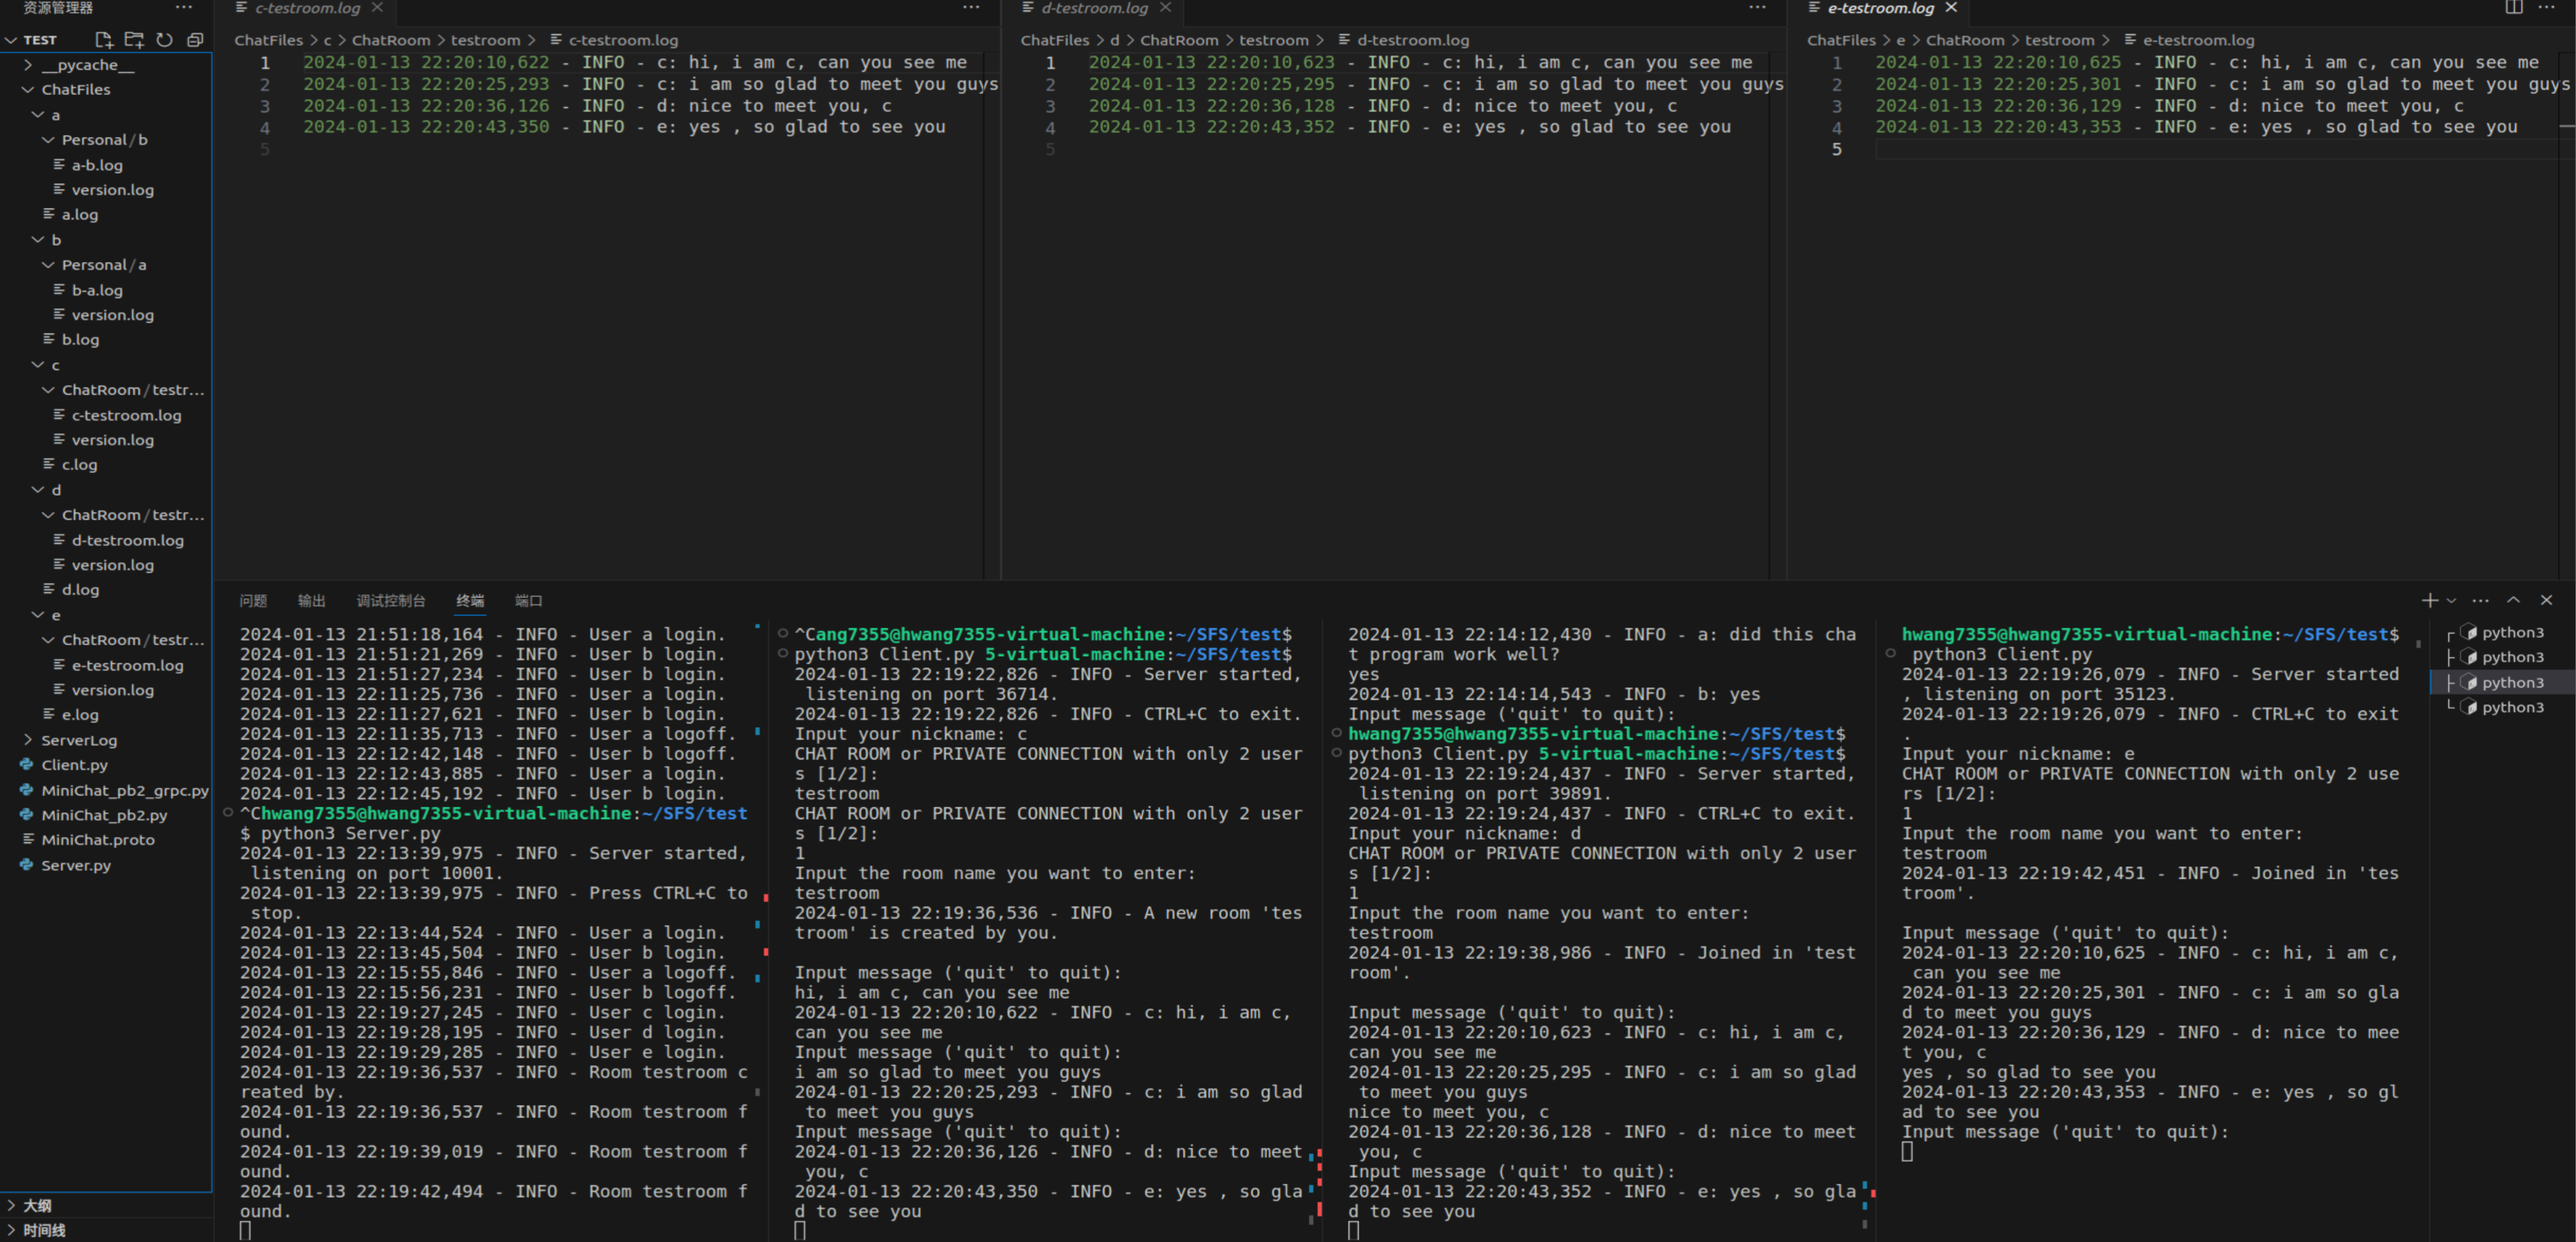 资源管理器
TEST
__pycache__
ChatFiles
a
Personal/b
a-b.log
version.log
a.log
b
Personal/a
b-a.log
version.log
b.log
c
ChatRoom/testr...
c-testroom.log
version.log
c.log
d
ChatRoom/testr...
d-testroom.log
version.log
d.log
e
ChatRoom/testr...
e-testroom.log
version.log
e.log
ServerLog
Client.py
MiniChat_pb2_grpc.py
MiniChat_pb2.py
MiniChat.proto
Server.py
大纲
时间线
c-testroom.log
ChatFiles > c > ChatRoom > testroom > c-testroom.log
1 2024-01-13 22:20:10,622 - INFO - c: hi, i am c, can you see me
2 2024-01-13 22:20:25,293 - INFO - c: i am so glad to meet you guys
3 2024-01-13 22:20:36,126 - INFO - d: nice to meet you, c
4 2024-01-13 22:20:43,350 - INFO - e: yes , so glad to see you
5
d-testroom.log
ChatFiles > d > ChatRoom > testroom > d-testroom.log
1 2024-01-13 22:20:10,623 - INFO - c: hi, i am c, can you see me
2 2024-01-13 22:20:25,295 - INFO - c: i am so glad to meet you guys
3 2024-01-13 22:20:36,128 - INFO - d: nice to meet you, c
4 2024-01-13 22:20:43,352 - INFO - e: yes , so glad to see you
5
e-testroom.log
ChatFiles > e > ChatRoom > testroom > e-testroom.log
1 2024-01-13 22:20:10,625 - INFO - c: hi, i am c, can you see me
2 2024-01-13 22:20:25,301 - INFO - c: i am so glad to meet you guys
3 2024-01-13 22:20:36,129 - INFO - d: nice to meet you, c
4 2024-01-13 22:20:43,353 - INFO - e: yes , so glad to see you
5
问题 输出 调试控制台 终端 端口
2024-01-13 21:51:18,164 - INFO - User a login.
2024-01-13 21:51:21,269 - INFO - User b login.
2024-01-13 21:51:27,234 - INFO - User b login.
2024-01-13 22:11:25,736 - INFO - User a login.
2024-01-13 22:11:27,621 - INFO - User b login.
2024-01-13 22:11:35,713 - INFO - User a logoff.
2024-01-13 22:12:42,148 - INFO - User b logoff.
2024-01-13 22:12:43,885 - INFO - User a login.
2024-01-13 22:12:45,192 - INFO - User b login.
^Chwang7355@hwang7355-virtual-machine:~/SFS/test
$ python3 Server.py
2024-01-13 22:13:39,975 - INFO - Server started,
listening on port 10001.
2024-01-13 22:13:39,975 - INFO - Press CTRL+C to
stop.
2024-01-13 22:13:44,524 - INFO - User a login.
2024-01-13 22:13:45,504 - INFO - User b login.
2024-01-13 22:15:55,846 - INFO - User a logoff.
2024-01-13 22:15:56,231 - INFO - User b logoff.
2024-01-13 22:19:27,245 - INFO - User c login.
2024-01-13 22:19:28,195 - INFO - User d login.
2024-01-13 22:19:29,285 - INFO - User e login.
2024-01-13 22:19:36,537 - INFO - Room testroom c
reated by.
2024-01-13 22:19:36,537 - INFO - Room testroom f
ound.
2024-01-13 22:19:39,019 - INFO - Room testroom f
ound.
2024-01-13 22:19:42,494 - INFO - Room testroom f
ound.
^Cang7355@hwang7355-virtual-machine:~/SFS/test$
python3 Client.py 5-virtual-machine:~/SFS/test$
2024-01-13 22:19:22,826 - INFO - Server started,
listening on port 36714.
2024-01-13 22:19:22,826 - INFO - CTRL+C to exit.
Input your nickname: c
CHAT ROOM or PRIVATE CONNECTION with only 2 user
s [1/2]:
testroom
CHAT ROOM or PRIVATE CONNECTION with only 2 user
s [1/2]:
1
Input the room name you want to enter:
testroom
2024-01-13 22:19:36,536 - INFO - A new room 'tes
troom' is created by you.
Input message ('quit' to quit):
hi, i am c, can you see me
2024-01-13 22:20:10,622 - INFO - c: hi, i am c,
can you see me
Input message ('quit' to quit):
i am so glad to meet you guys
2024-01-13 22:20:25,293 - INFO - c: i am so glad
to meet you guys
Input message ('quit' to quit):
2024-01-13 22:20:36,126 - INFO - d: nice to meet
you, c
2024-01-13 22:20:43,350 - INFO - e: yes , so gla
d to see you
2024-01-13 22:14:12,430 - INFO - a: did this cha
t program work well?
yes
2024-01-13 22:14:14,543 - INFO - b: yes
Input message ('quit' to quit):
hwang7355@hwang7355-virtual-machine:~/SFS/test$
python3 Client.py 5-virtual-machine:~/SFS/test$
2024-01-13 22:19:24,437 - INFO - Server started,
listening on port 39891.
2024-01-13 22:19:24,437 - INFO - CTRL+C to exit.
Input your nickname: d
CHAT ROOM or PRIVATE CONNECTION with only 2 user
s [1/2]:
1
Input the room name you want to enter:
testroom
2024-01-13 22:19:38,986 - INFO - Joined in 'test
room'.
Input message ('quit' to quit):
2024-01-13 22:20:10,623 - INFO - c: hi, i am c,
can you see me
2024-01-13 22:20:25,295 - INFO - c: i am so glad
to meet you guys
nice to meet you, c
2024-01-13 22:20:36,128 - INFO - d: nice to meet
you, c
Input message ('quit' to quit):
2024-01-13 22:20:43,352 - INFO - e: yes , so gla
d to see you
hwang7355@hwang7355-virtual-machine:~/SFS/test$
python3 Client.py
2024-01-13 22:19:26,079 - INFO - Server started
, listening on port 35123.
2024-01-13 22:19:26,079 - INFO - CTRL+C to exit
.
Input your nickname: e
CHAT ROOM or PRIVATE CONNECTION with only 2 use
rs [1/2]:
1
Input the room name you want to enter:
testroom
2024-01-13 22:19:42,451 - INFO - Joined in 'tes
troom'.
Input message ('quit' to quit):
2024-01-13 22:20:10,625 - INFO - c: hi, i am c,
can you see me
2024-01-13 22:20:25,301 - INFO - c: i am so gla
d to meet you guys
2024-01-13 22:20:36,129 - INFO - d: nice to mee
t you, c
yes , so glad to see you
2024-01-13 22:20:43,353 - INFO - e: yes , so gl
ad to see you
Input message ('quit' to quit):
python3
python3
python3
python3